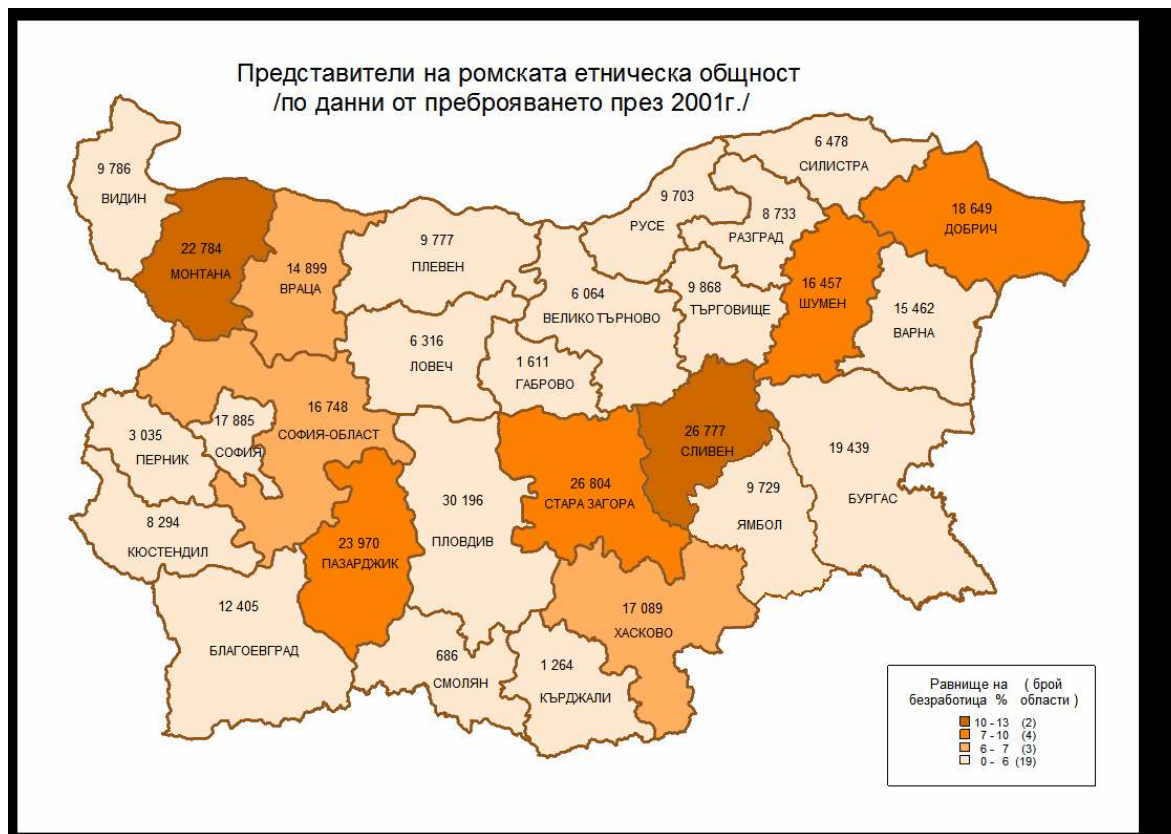 Представители на ромската етническа общност
/по данни от преброяването през 2001г./
6 478
СИЛИСТРА
9 786
ВИДИН
9 703
РУСЕ
8 733
РАЗГРАД
18 649
ДОБРИЧ
22 784
МОНТАНА
14 899
ВРАЦА
9 777
ПЛЕВЕН
6 064
ВЕЛИКО ТЪРНОВО
9 868
ТЪРГОВИЩЕ
16 457
ШУМЕН
15 462
ВАРНА
6 316
ЛОВЕЧ
1 611
ГАБРОВО
3 035
ПЕРНИК
17 885
СОФИЯ
16 748
СОФИЯ-ОБЛАСТ
26 777
СЛИВЕН
19 439
БУРГАС
8 294
КЮСТЕНДИЛ
23 970
ПАЗАРДЖИК
30 196
ПЛОВДИВ
26 804
СТАРА ЗАГОРА
9 729
ЯМБОЛ
12 405
БЛАГОЕВГРАД
686
СМОЛЯН
1 264
КЪРДЖАЛИ
17 089
ХАСКОВО
Равнище на ( брой
безработица % области )
10 - 13 (2)
7 - 10 (4)
6 - 7 (3)
0 - 6 (19)